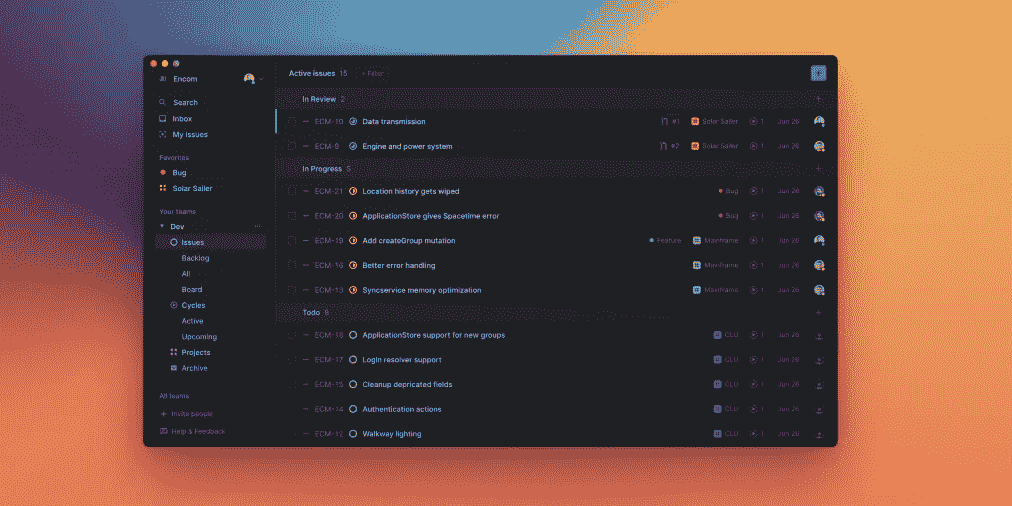 Encom
Search
Inbox
My issues
Favorites
Bug
Solar Sailer
Your teams
Dev
Issues
Backlog
All
Board
Cycles
Active
Upcoming
Projects
Archive
All teams
+ Invite people
Help & Feedback
Active issues 15 + Filter
In Review 2
ECM-10 Data transmission #1 Solar Sailer 1 Jun 26
ECM-9 Engine and power system #2 Solar Sailer 1 Jun 26
In Progress 5
ECM-21 Location history gets wiped Bug 1 Jun 26
ECM-20 ApplicationStore gives Spacetime error Bug 1 Jun 26
ECM-19 Add createGroup mutation Feature Mainframe 1 Jun 26
ECM-16 Better error handling Mainframe 1 Jun 26
ECM-13 Syncservice memory optimization Mainframe 1 Jun 26
Todo 8
ECM-18 ApplicationStore support for new groups CLU 1 Jun 26
ECM-17 Login resolver support CLU 1 Jun 26
ECM-15 Cleanup depricated fields CLU 1 Jun 26
ECM-14 Authentication actions CLU 1 Jun 26
ECM-12 Walkway lighting CLU 1 Jun 26